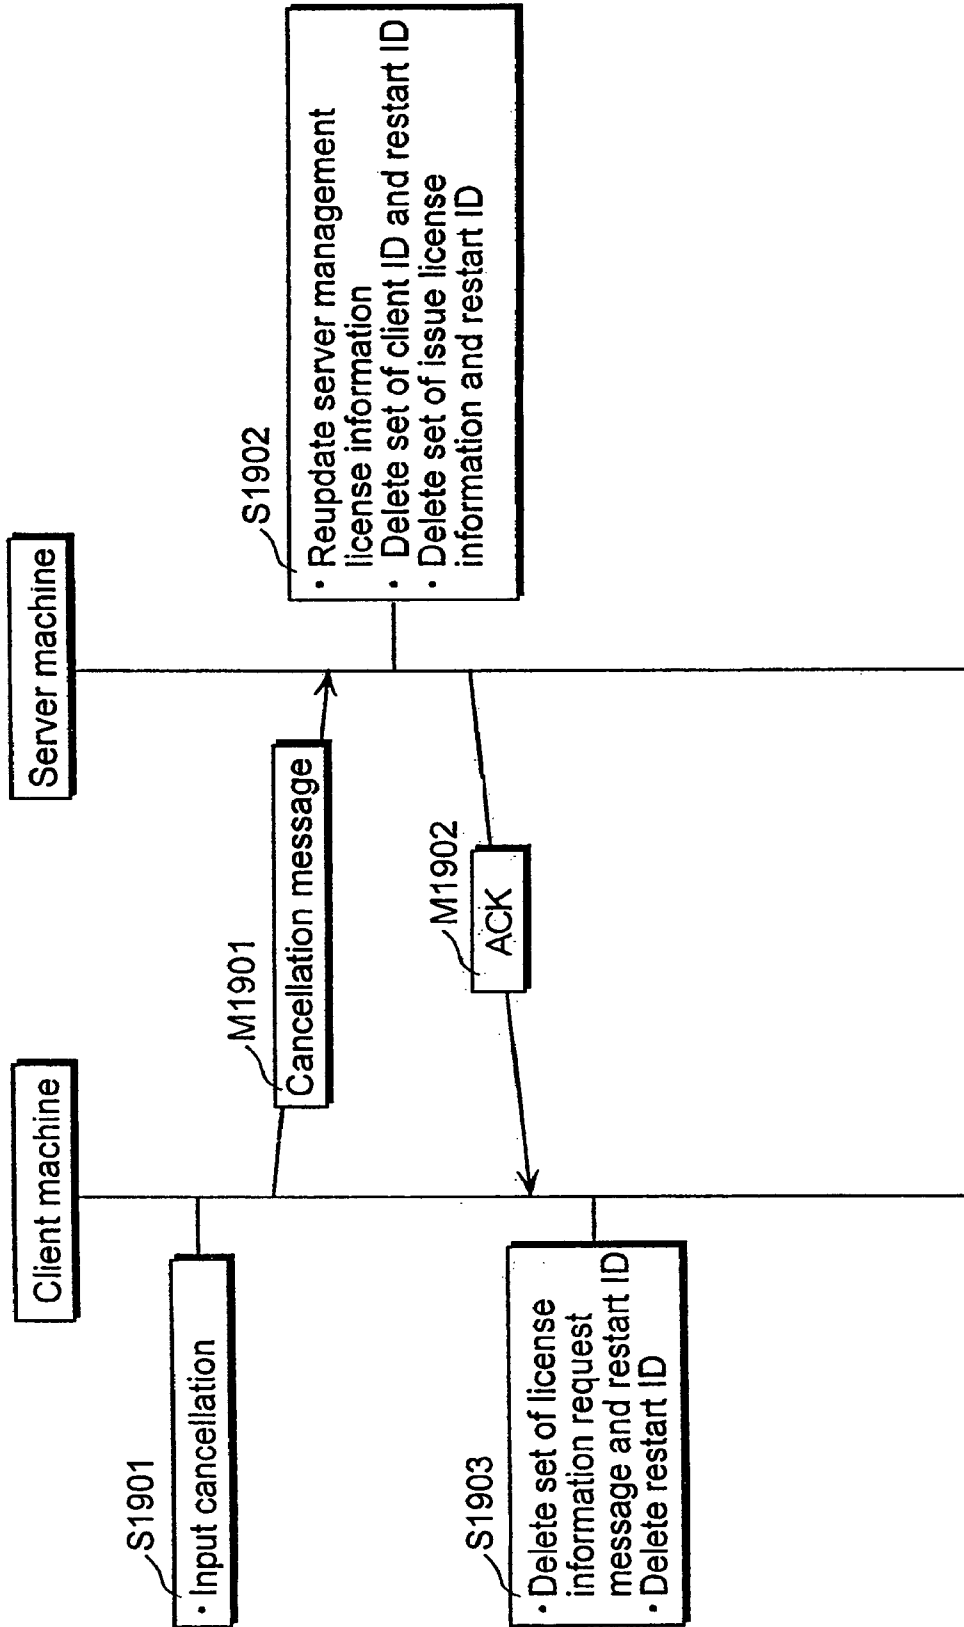 Client machine
Server machine
S1901
• Input cancellation
M1901
Cancellation message
S1902
• Reupdate server management
license information
• Delete set of client ID and restart ID
• Delete set of issue license
information and restart ID
M1902
ACK
S1903
• Delete set of license
information request
message and restart ID
• Delete restart ID